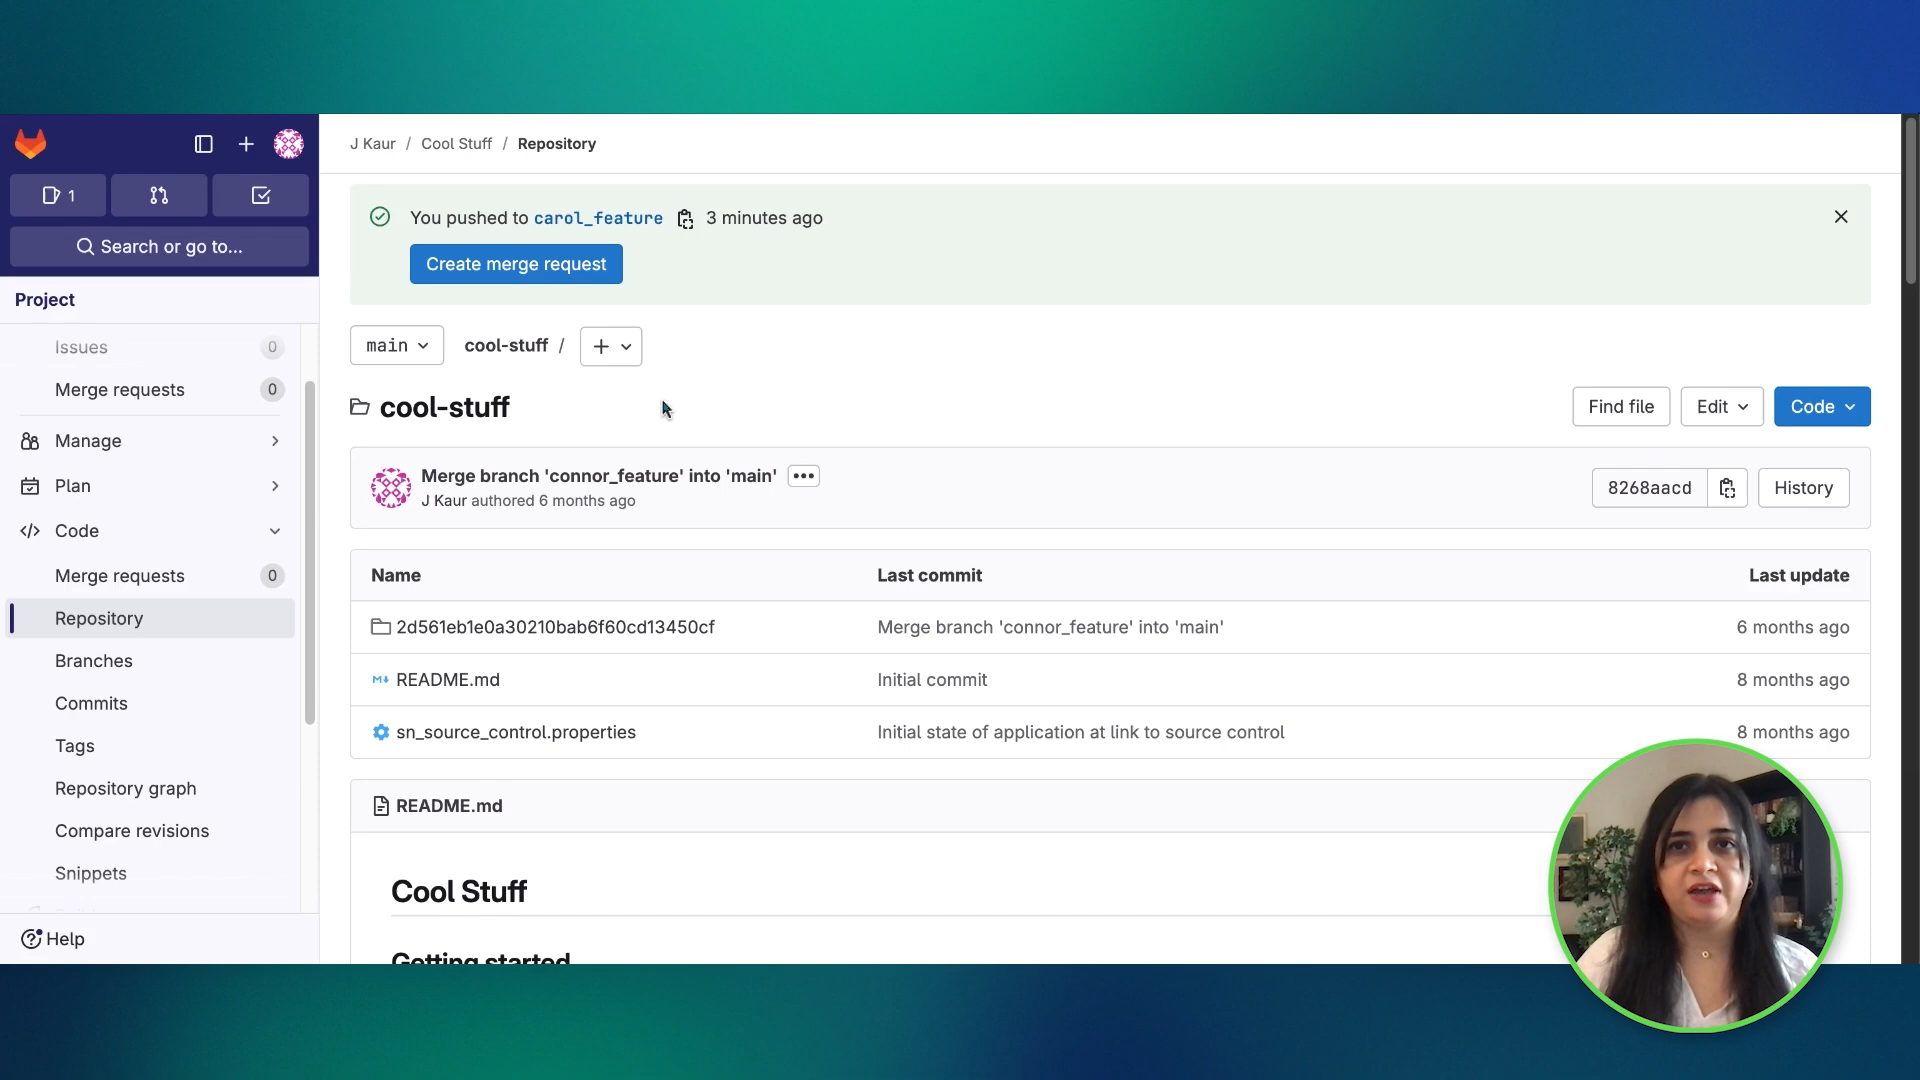 J Kaur / Cool Stuff / Repository
1
Search or go to...
Project
Issues 0
Merge requests 0
Manage
Plan
Code
Merge requests 0
Repository
Branches
Commits
Tags
Repository graph
Compare revisions
Snippets
Help
You pushed to carol_feature 3 minutes ago
Create merge request
main cool-stuff / +
cool-stuff
Find file Edit Code
Merge branch 'connor_feature' into 'main' •••
J Kaur authored 6 months ago
8268aacd History
Name Last commit Last update
2d561eb1e0a30210bab6f60cd13450cf Merge branch 'connor_feature' into 'main' 6 months ago
README.md Initial commit 8 months ago
sn_source_control.properties Initial state of application at link to source control 8 months ago
README.md
Cool Stuff
Getting started